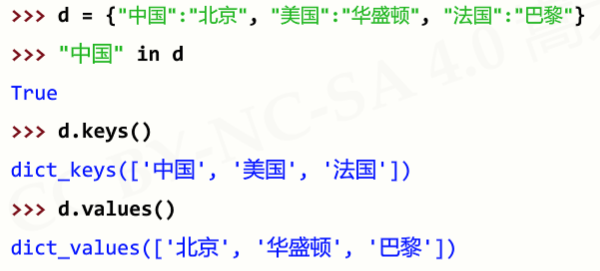 >>> d = {"中国":"北京", "美国":"华盛顿", "法国":"巴黎"}
>>> "中国" in d
True
>>> d.keys()
dict_keys(['中国', '美国', '法国'])
>>> d.values()
dict_values(['北京', '华盛顿', '巴黎'])
CC BY-NC-SA 4.0